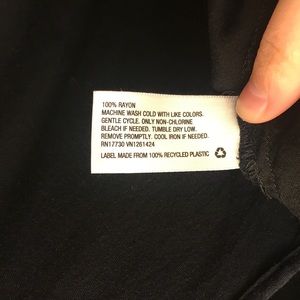 100% RAYON
MACHINE WASH COLD WITH LIKE COLORS.
GENTLE CYCLE. ONLY NON-CHLORINE
BLEACH IF NEEDED. TUMBLE DRY LOW.
REMOVE PROMPTLY. COOL IRON IF NEEDED.
RN17730 VN1261424
LABEL MADE FROM 100% RECYCLED PLASTIC